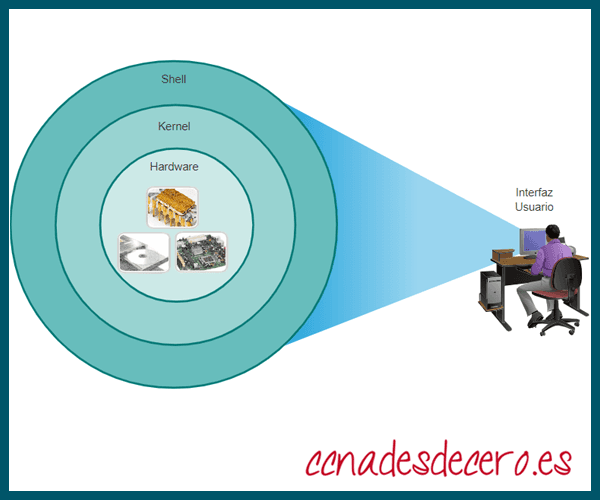 Shell
Kernel
Hardware
Interfaz
Usuario
ccnadesdecero.es